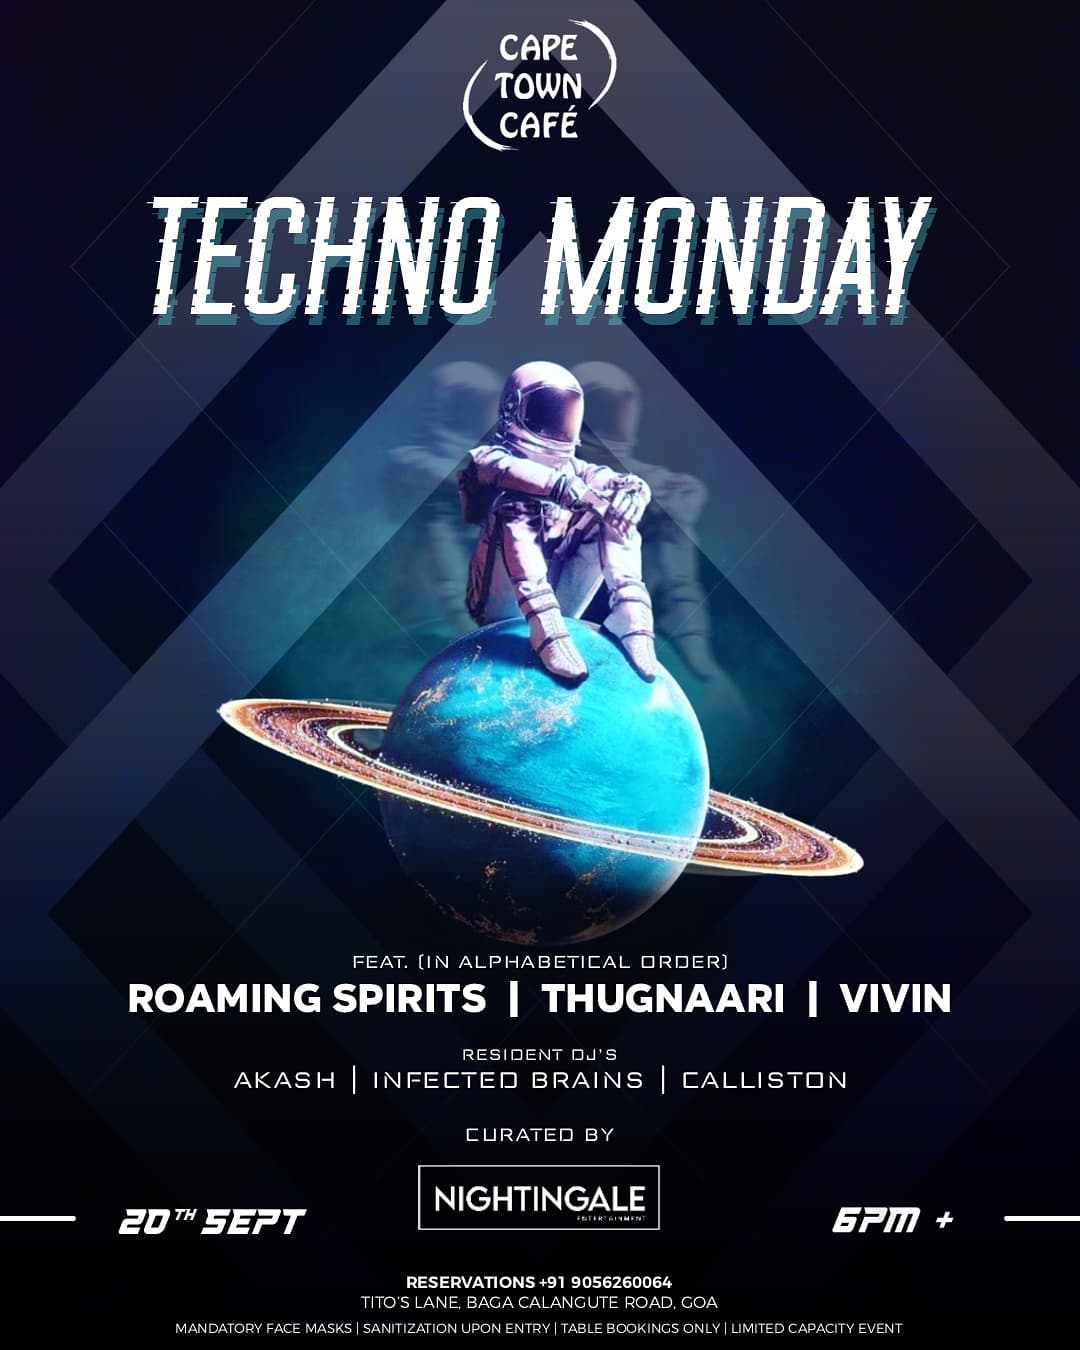 CAPE
TOWN
CAFÉ
TECHNO MONDAY
FEAT. (IN ALPHABETICAL ORDER)
ROAMING SPIRITS | THUGNAARI | VIVIN
RESIDENT DJ'S
AKASH | INFECTED BRAINS | CALLISTON
CURATED BY
NIGHTINGALE
ENTERTAINMENT
20TH SEPT
6PM +
RESERVATIONS +91 9056260064
TITO'S LANE, BAGA CALANGUTE ROAD, GOA
MANDATORY FACE MASKS | SANITIZATION UPON ENTRY | TABLE BOOKINGS ONLY | LIMITED CAPACITY EVENT